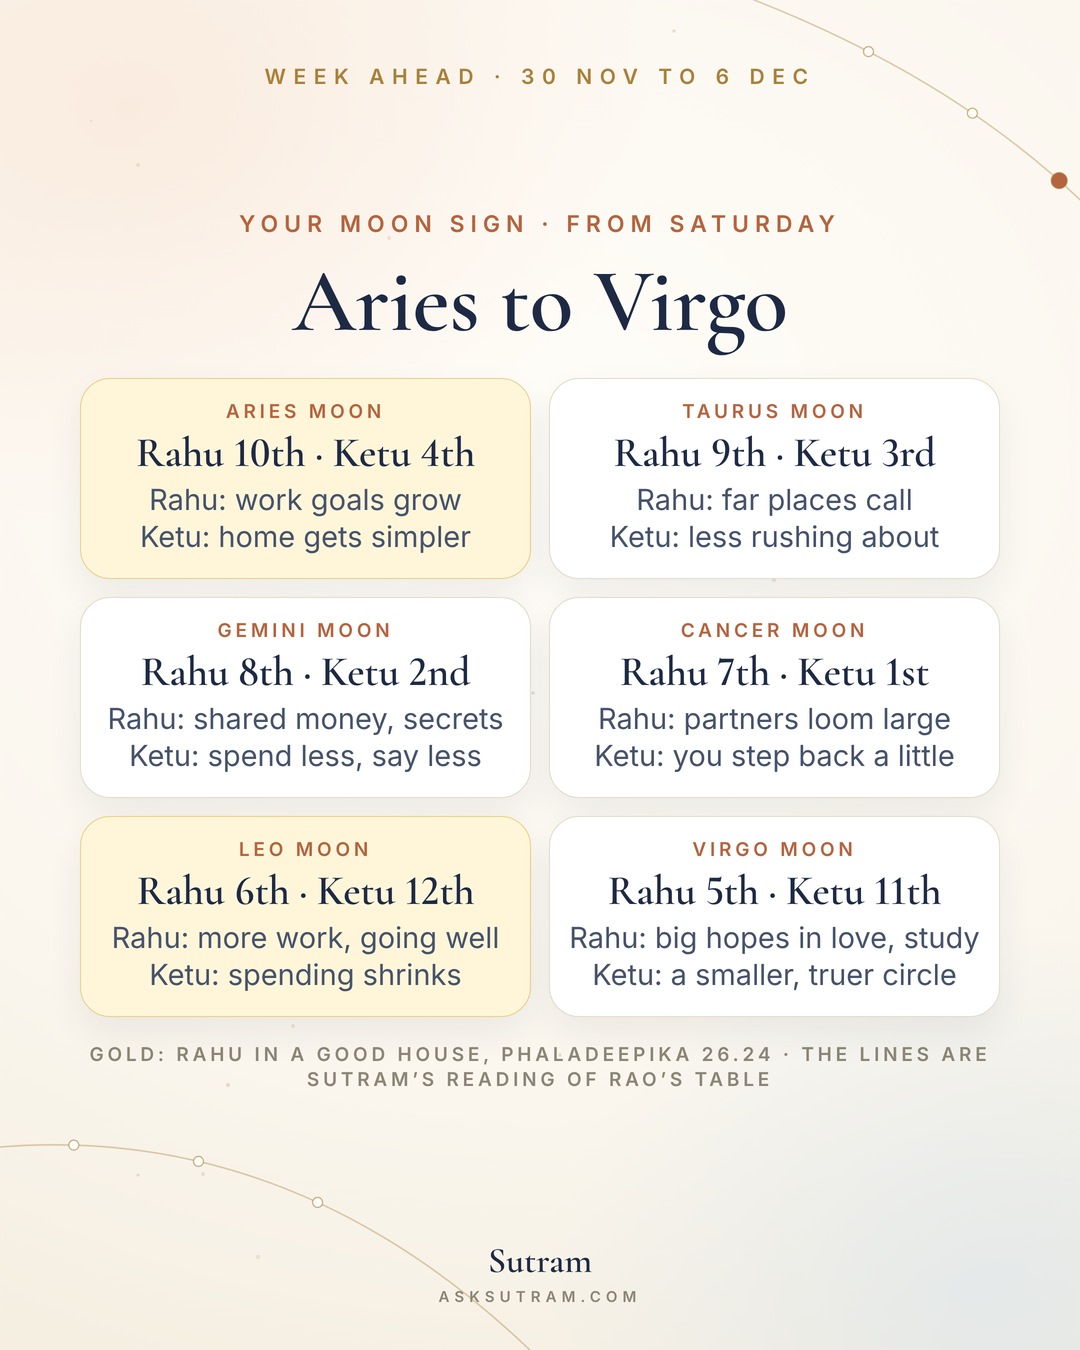 WEEK AHEAD · 30 NOV TO 6 DEC
YOUR MOON SIGN · FROM SATURDAY
Aries to Virgo
ARIES MOON
Rahu 10th · Ketu 4th
Rahu: work goals grow
Ketu: home gets simpler
TAURUS MOON
Rahu 9th · Ketu 3rd
Rahu: far places call
Ketu: less rushing about
GEMINI MOON
Rahu 8th · Ketu 2nd
Rahu: shared money, secrets
Ketu: spend less, say less
CANCER MOON
Rahu 7th · Ketu 1st
Rahu: partners loom large
Ketu: you step back a little
LEO MOON
Rahu 6th · Ketu 12th
Rahu: more work, going well
Ketu: spending shrinks
VIRGO MOON
Rahu 5th · Ketu 11th
Rahu: big hopes in love, study
Ketu: a smaller, truer circle
GOLD: RAHU IN A GOOD HOUSE, PHALADEEPIKA 26.24 · THE LINES ARE
SUTRAM’S READING OF RAO’S TABLE
Sutram
ASKSUTRAM.COM